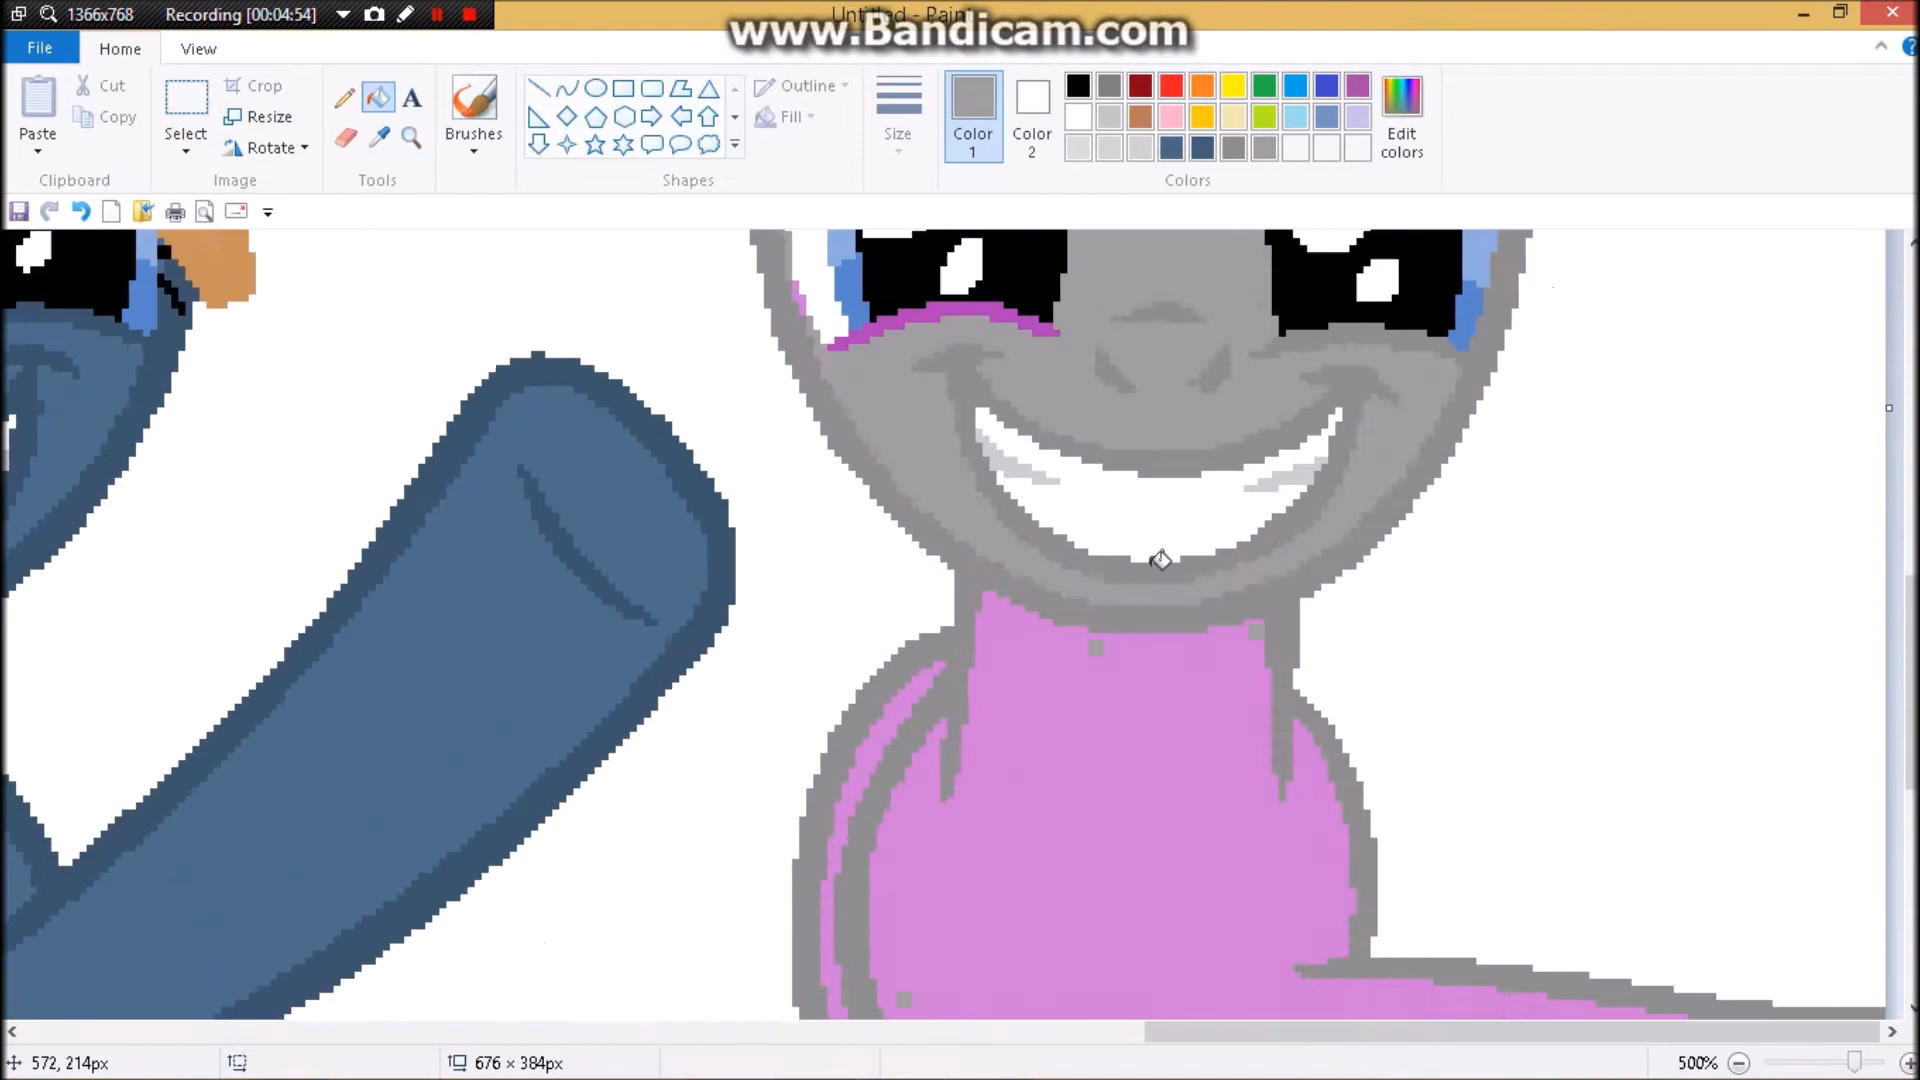 1366x768 Recording [00:04:54] Untitled - Paint
www.Bandicam.com
File Home View
Paste Cut Copy
Clipboard
Select Crop Resize Rotate
Image
Tools
Brushes
Outline Fill
Shapes
Size
Color 1 Color 2
Edit colors
Colors
572, 214px 676 × 384px 500%